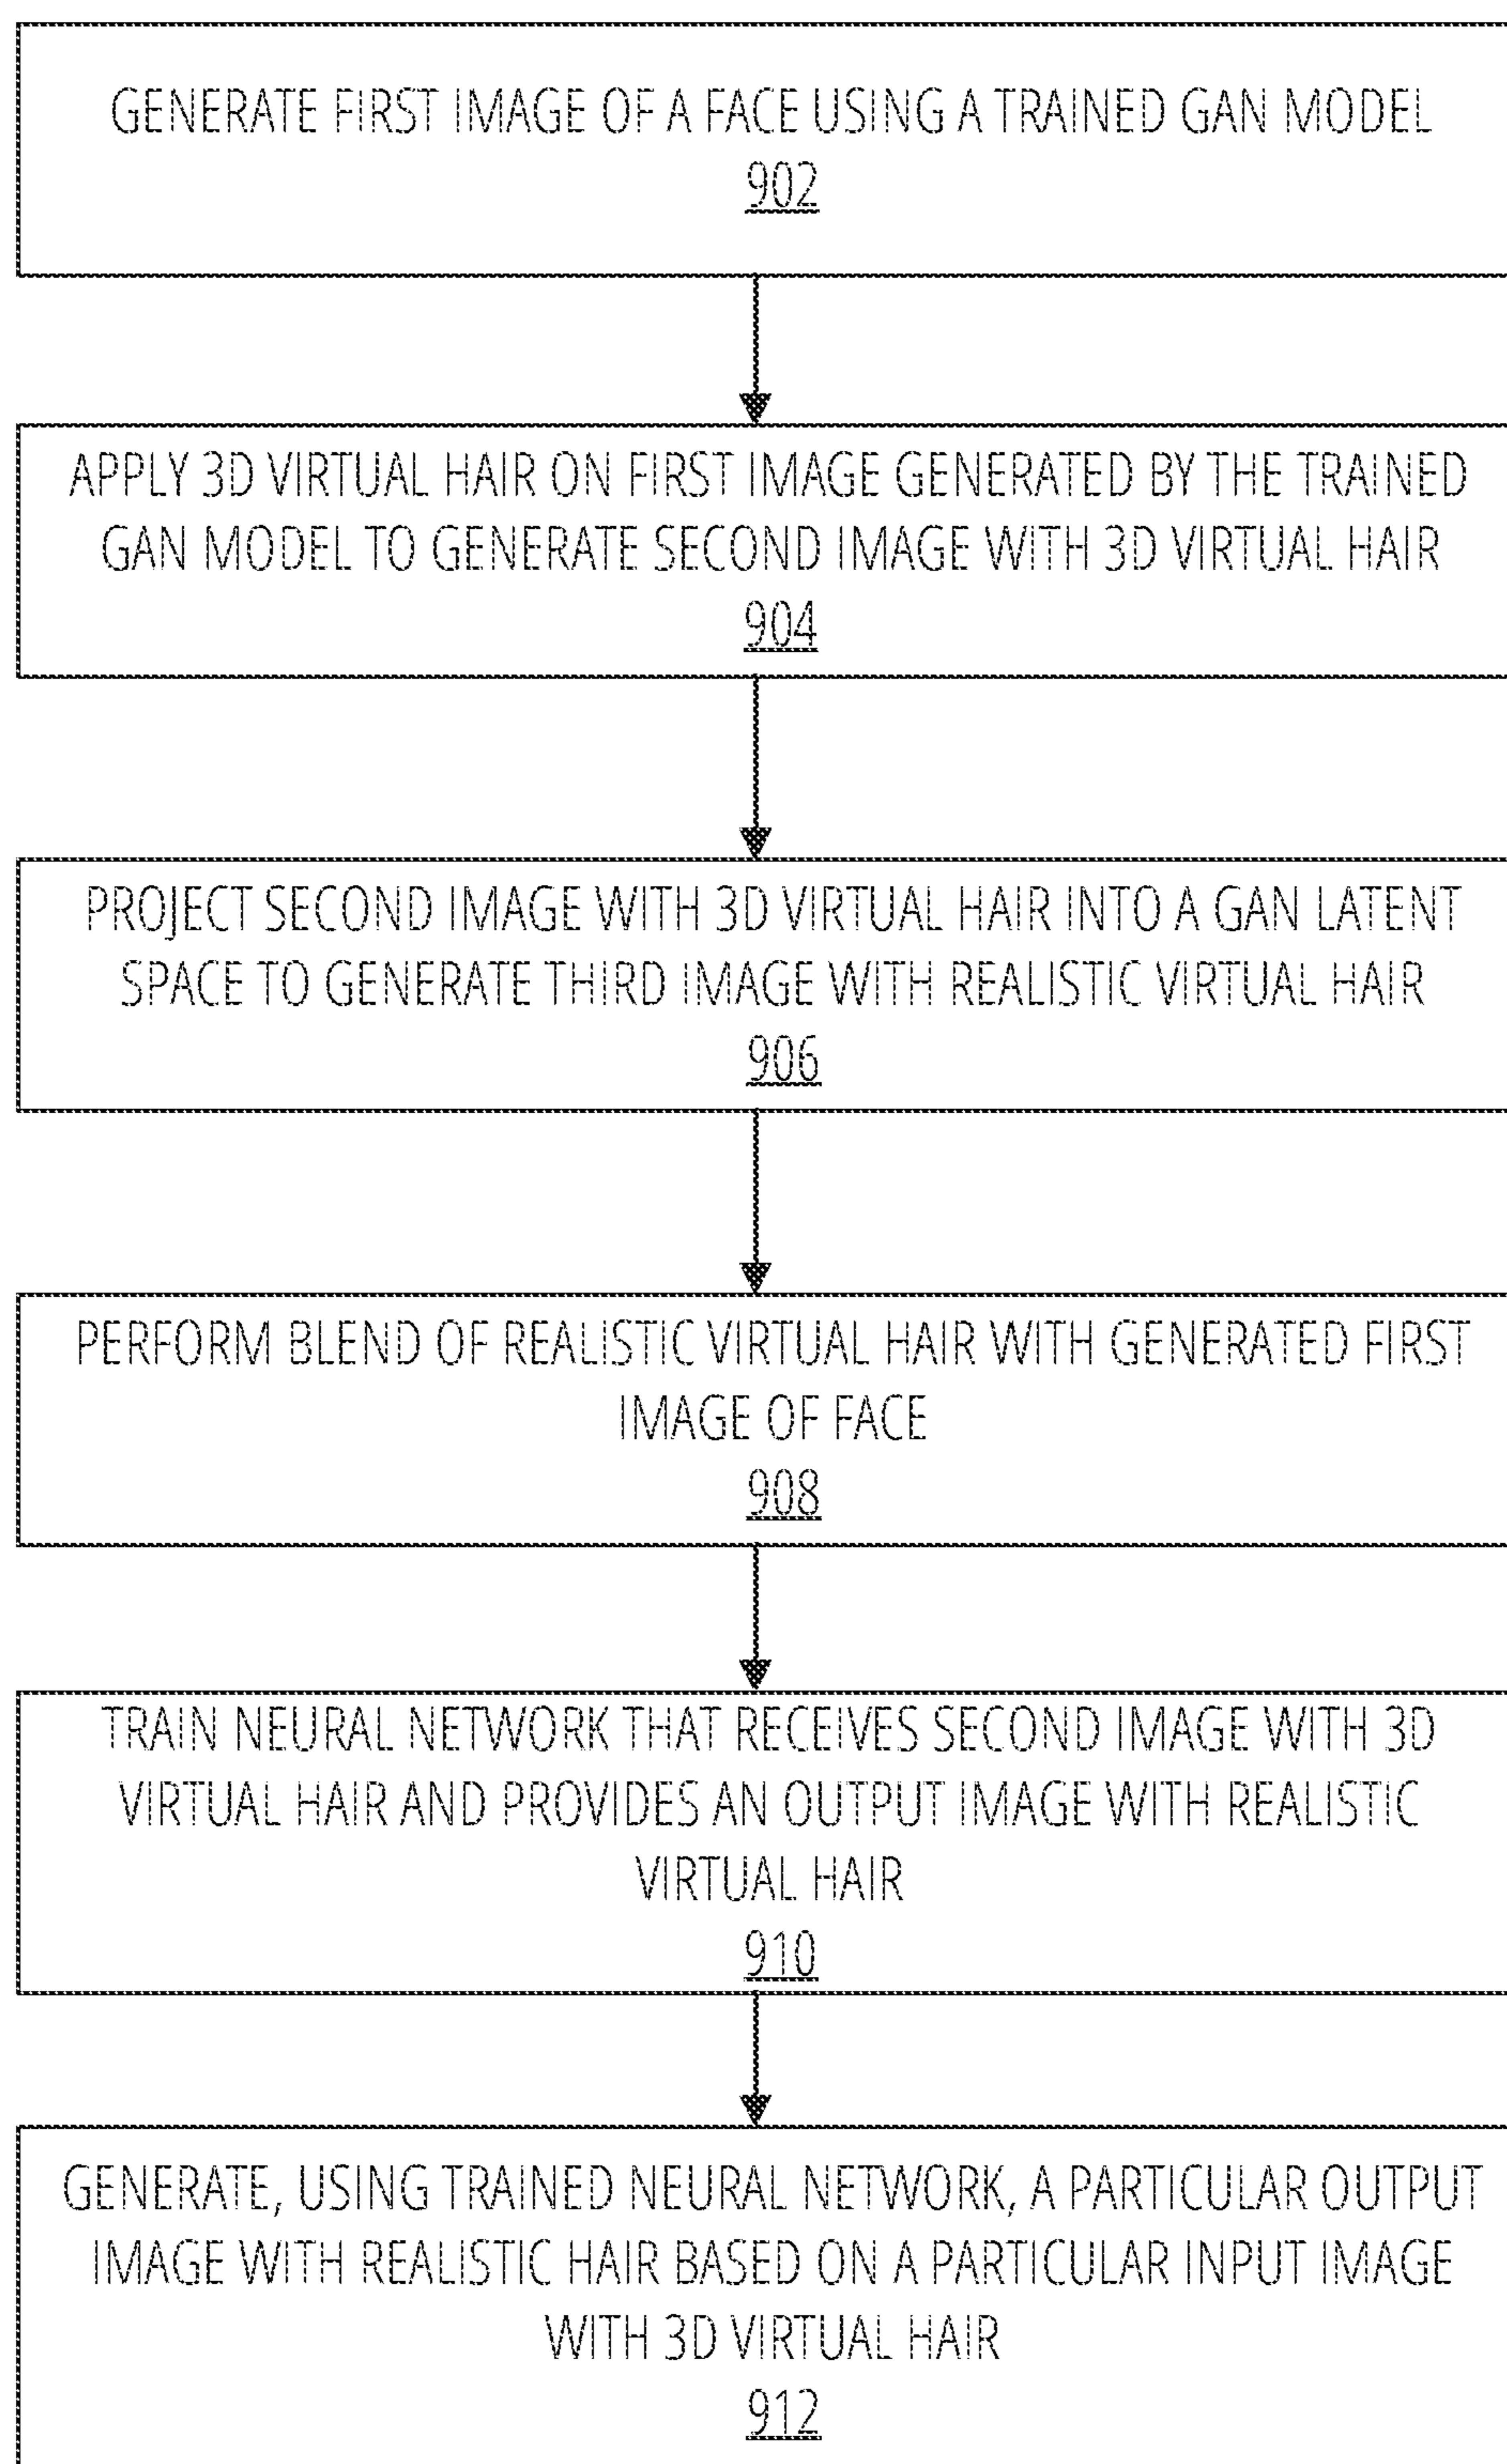 GENERATE FIRST IMAGE OF A FACE USING A TRAINED GAN MODEL
902
APPLY 3D VIRTUAL HAIR ON FIRST IMAGE GENERATED BY THE TRAINED
GAN MODEL TO GENERATE SECOND IMAGE WITH 3D VIRTUAL HAIR
904
PROJECT SECOND IMAGE WITH 3D VIRTUAL HAIR INTO A GAN LATENT
SPACE TO GENERATE THIRD IMAGE WITH REALISTIC VIRTUAL HAIR
906
PERFORM BLEND OF REALISTIC VIRTUAL HAIR WITH GENERATED FIRST
IMAGE OF FACE
908
TRAIN NEURAL NETWORK THAT RECEIVES SECOND IMAGE WITH 3D
VIRTUAL HAIR AND PROVIDES AN OUTPUT IMAGE WITH REALISTIC
VIRTUAL HAIR
910
GENERATE, USING TRAINED NEURAL NETWORK, A PARTICULAR OUTPUT
IMAGE WITH REALISTIC HAIR BASED ON A PARTICULAR INPUT IMAGE
WITH 3D VIRTUAL HAIR
912